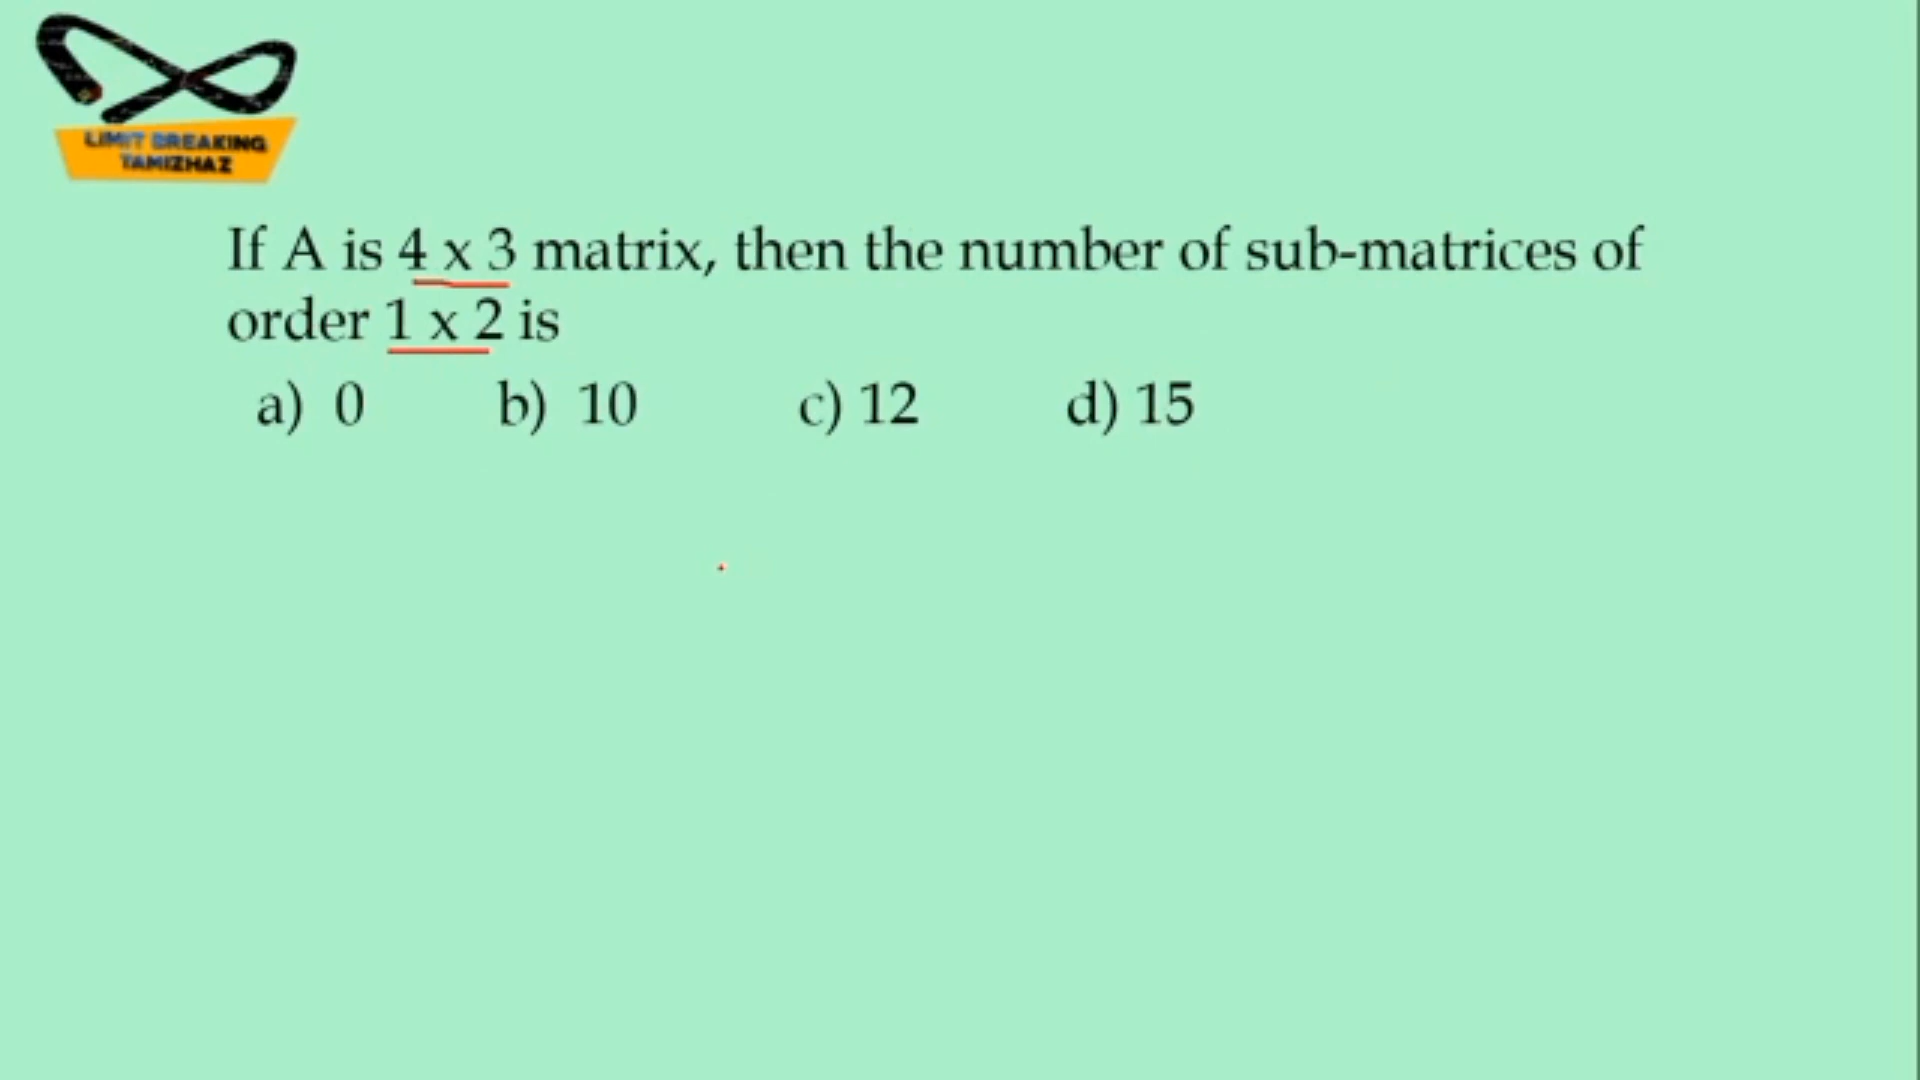 LIMIT BREAKING
TAMIZHAZ
If A is 4 x 3 matrix, then the number of sub-matrices of
order 1 x 2 is
a) 0 b) 10 c) 12 d) 15